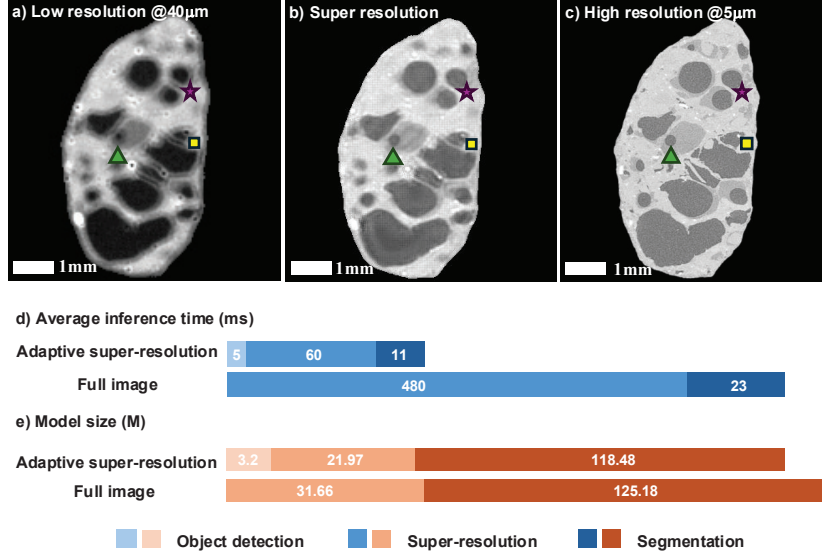 a) Low resolution @40μm
b) Super resolution
c) High resolution @5μm
1mm
1mm
1mm
d) Average inference time (ms)
Adaptive super-resolution
5
60
11
Full image
480
23
e) Model size (M)
Adaptive super-resolution
3.2
21.97
118.48
Full image
31.66
125.18
Object detection
Super-resolution
Segmentation